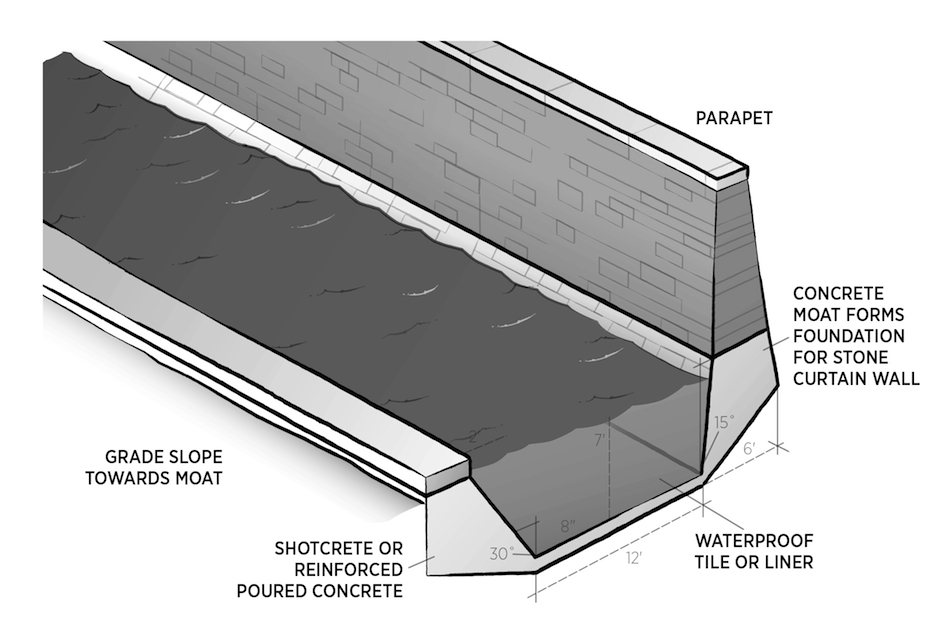 PARAPET
CONCRETE
MOAT FORMS
FOUNDATION
FOR STONE
CURTAIN WALL
15°
7'
6'
GRADE SLOPE
TOWARDS MOAT
8"
30°
12'
WATERPROOF
TILE OR LINER
SHOTCRETE OR
REINFORCED
POURED CONCRETE